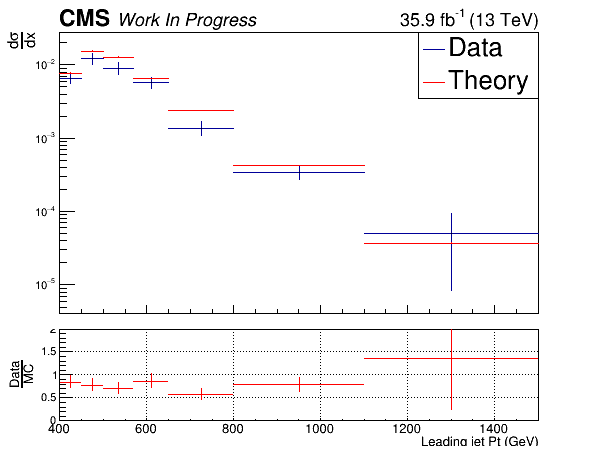 CMS Work In Progress 35.9 fb⁻¹ (13 TeV)
dσ
dx
Data
Theory
10⁻²
10⁻³
10⁻⁴
10⁻⁵
Data
MC
2
1.5
1
0.5
0
400 600 800 1000 1200 1400
Leading jet Pt (GeV)